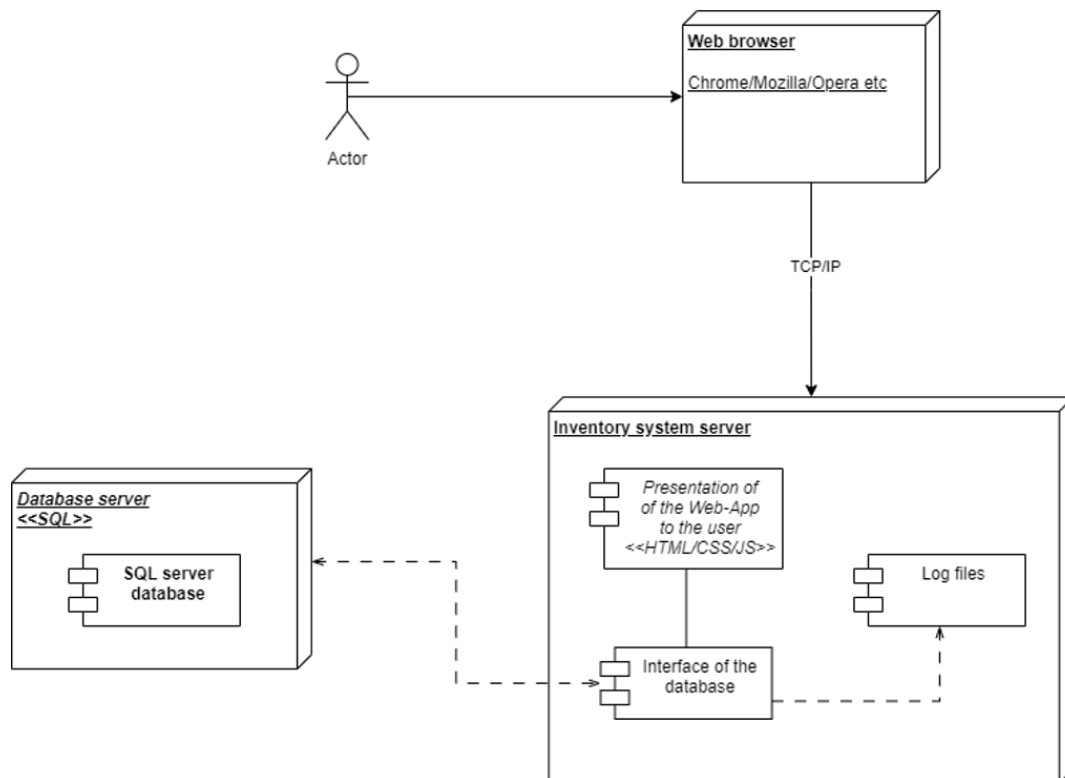 Web browser
Chrome/Mozilla/Opera etc
Actor
TCP/IP
Inventory system server
Presentation of
of the Web-App
to the user
<<HTML/CSS/JS>>
Log files
Interface of the
database
Database server
<<SQL>>
SQL server
database